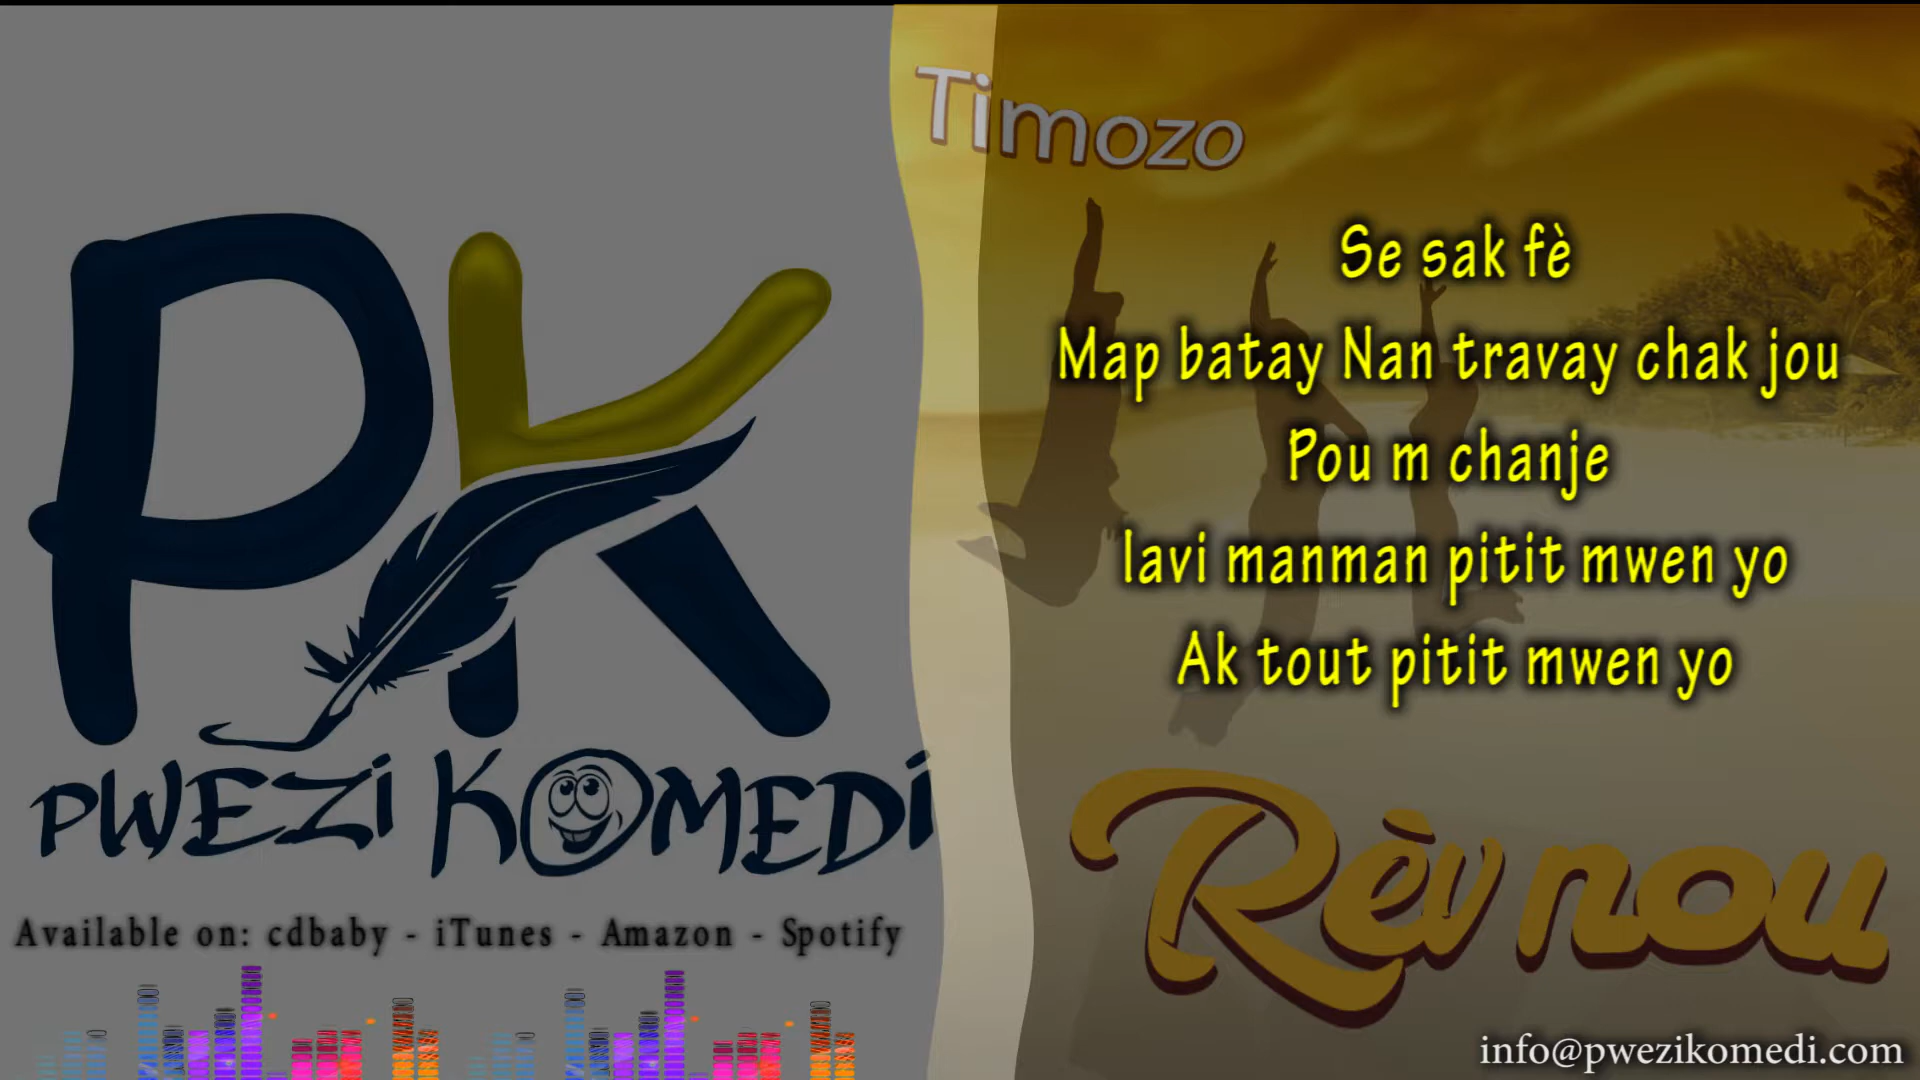 PK
PWEZI KOMEDI
Available on: cdbaby - iTunes - Amazon - Spotify
Timozo
Se sak fè
Map batay Nan travay chak jou
Pou m chanje
lavi manman pitit mwen yo
Ak tout pitit mwen yo
Rèv nou
info@pwezikomedi.com